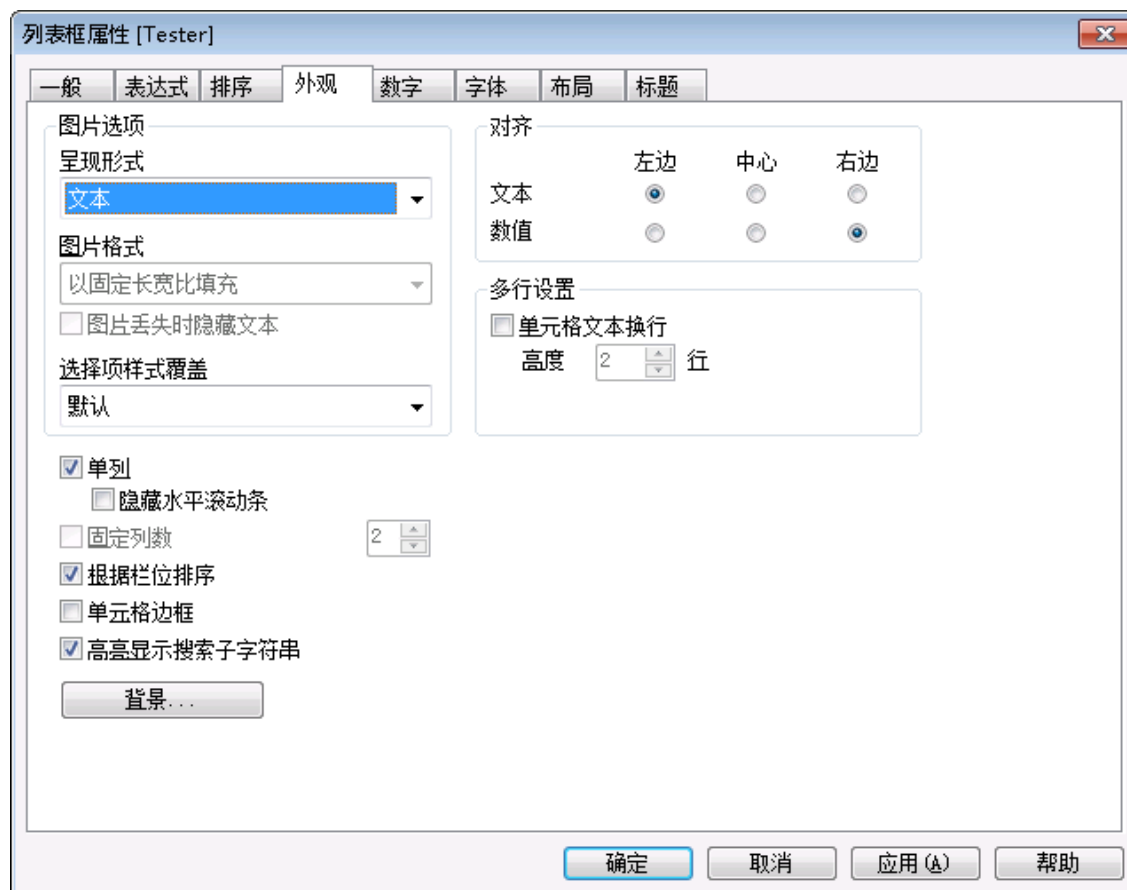 列表框属性 [Tester]
一般 表达式 排序 外观 数字 字体 布局 标题
图片选项
呈现形式
文本
图片格式
以固定长宽比填充
图片丢失时隐藏文本
选择项样式覆盖
默认
对齐
左边 中心 右边
文本
数值
多行设置
单元格文本换行
高度 2 行
单列
隐藏水平滚动条
固定列数 2
根据栏位排序
单元格边框
高亮显示搜索子字符串
背景...
确定 取消 应用(A) 帮助